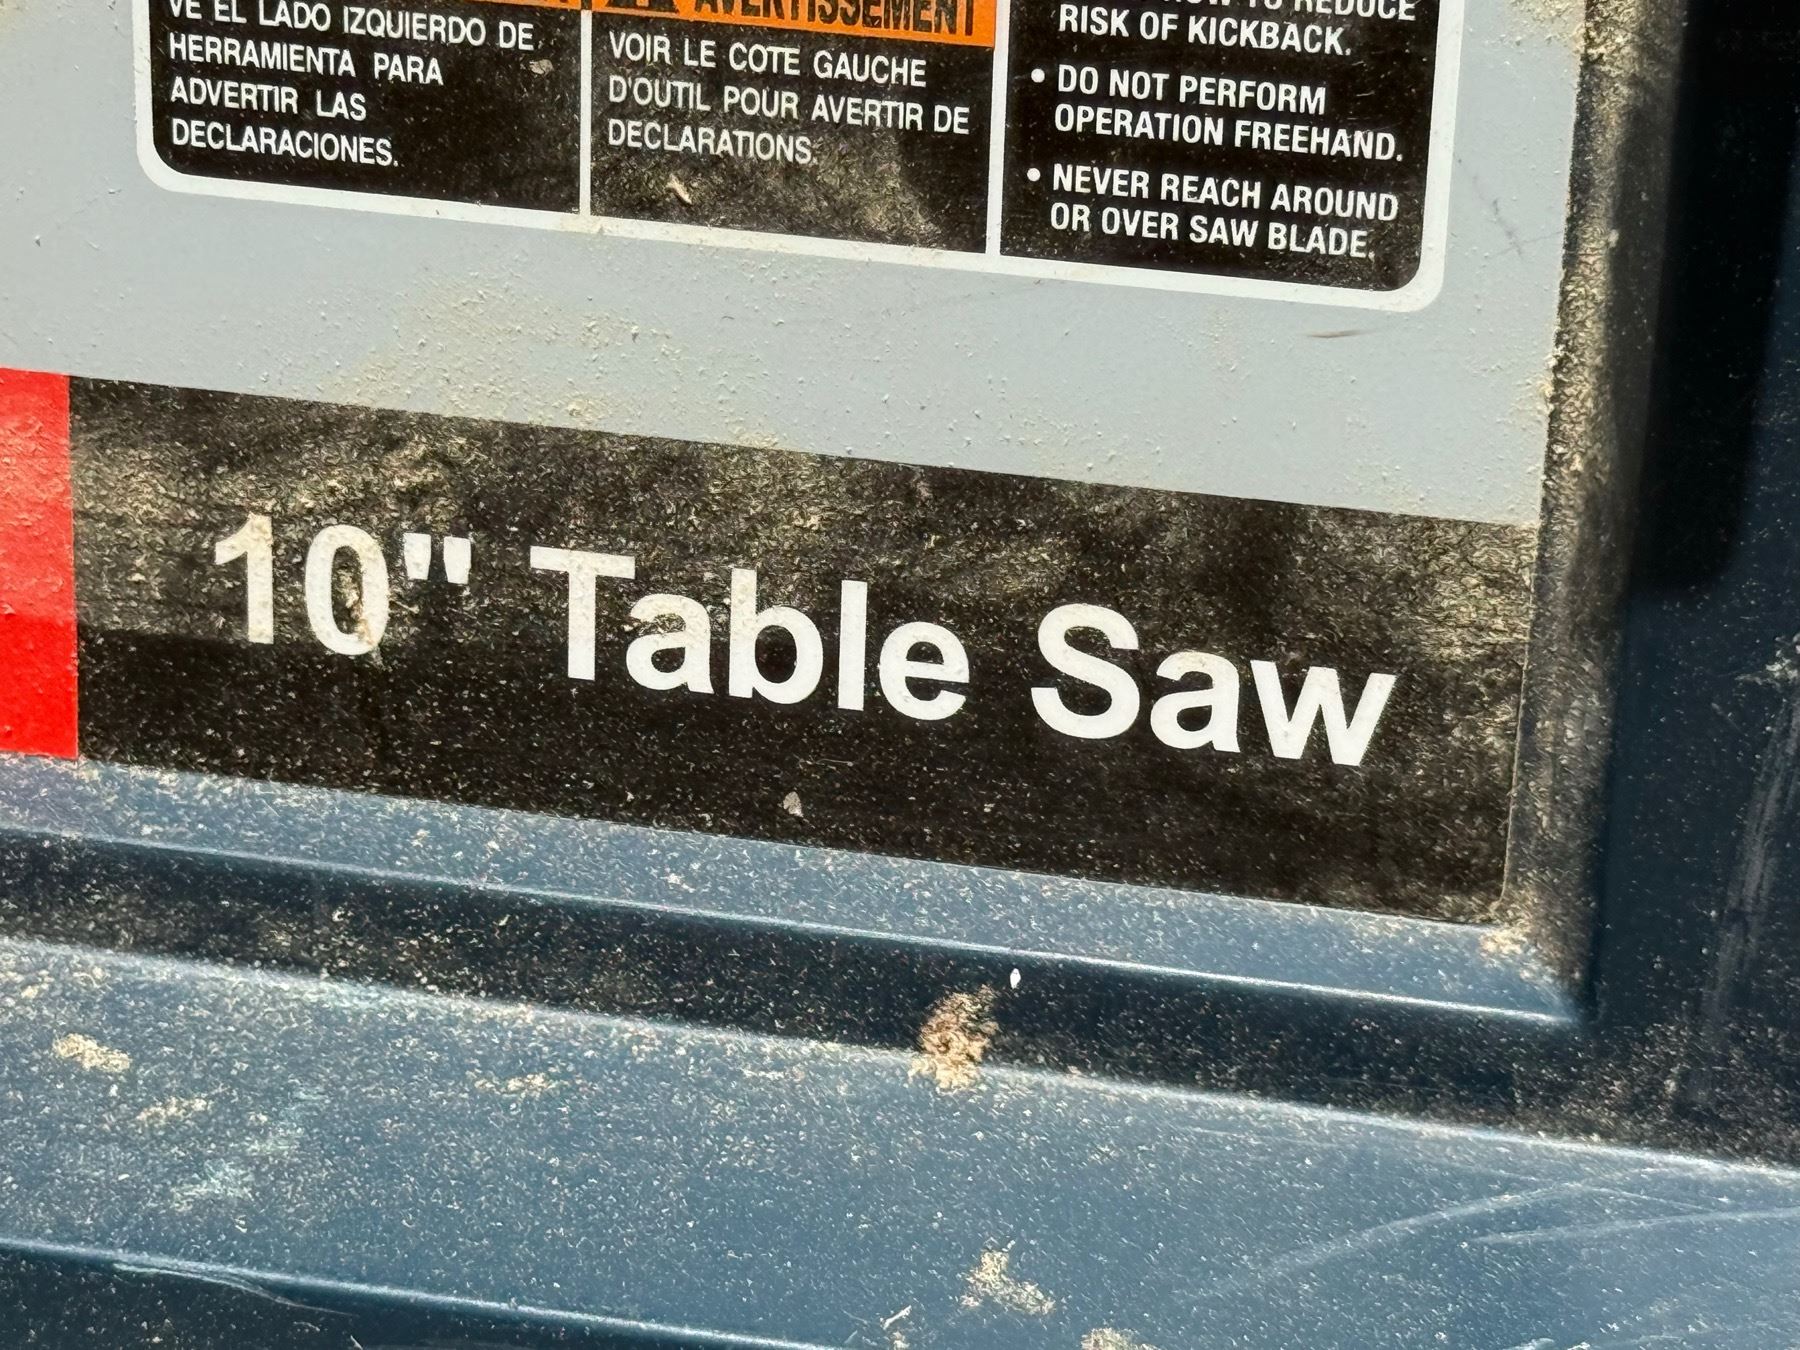 VE EL LADO IZQUIERDO DE
HERRAMIENTA PARA
ADVERTIR LAS
DECLARACIONES.
AVERTISSEMENT
VOIR LE COTE GAUCHE
D'OUTIL POUR AVERTIR DE
DECLARATIONS.
TO REDUCE
RISK OF KICKBACK.
• DO NOT PERFORM
OPERATION FREEHAND.
• NEVER REACH AROUND
OR OVER SAW BLADE.
10" Table Saw